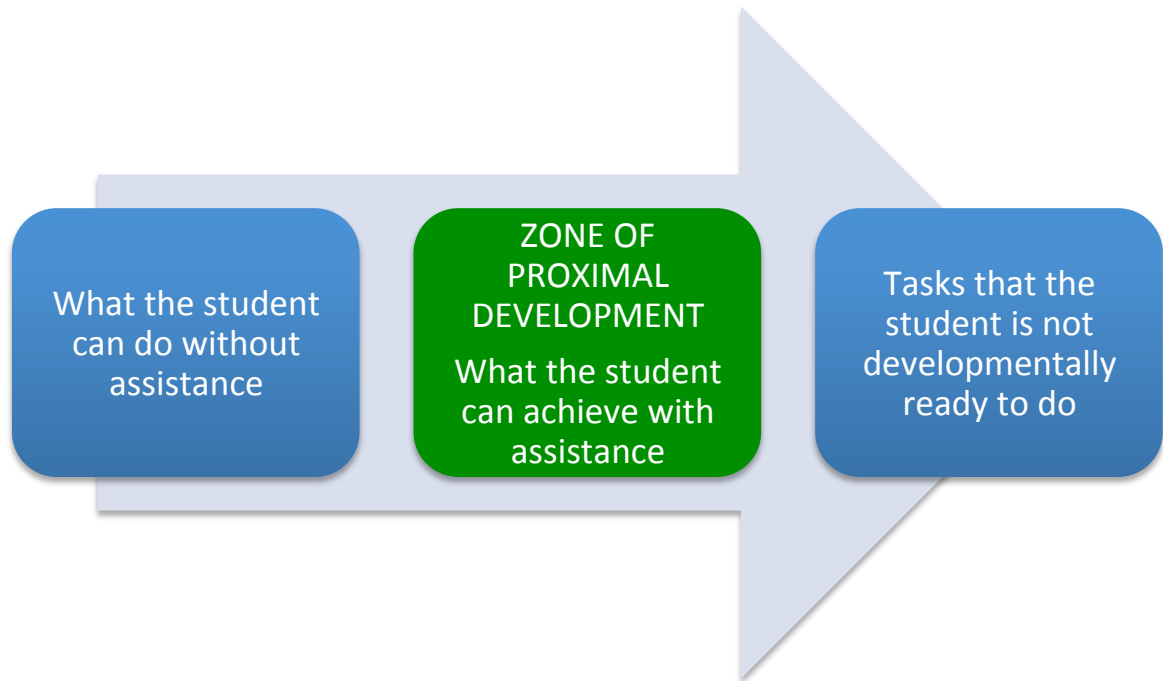 What the student
can do without
assistance
ZONE OF
PROXIMAL
DEVELOPMENT
What the student
can achieve with
assistance
Tasks that the
student is not
developmentally
ready to do